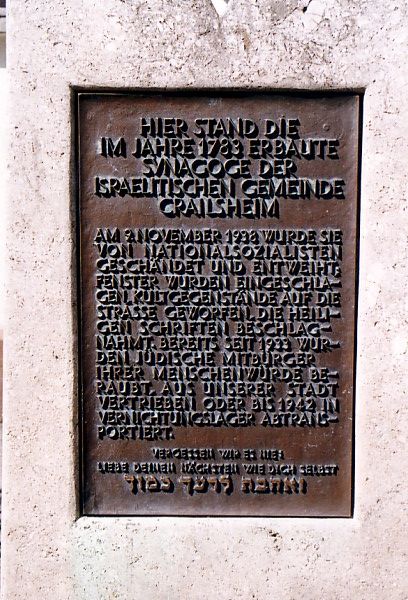 HIER STAND DIE
IM JAHRE 1783 ERBAUTE
SYNAGOGE DER
ISRAELITISCHEN GEMEINDE
CRAILSHEIM
AM 9. NOVEMBER 1938 WURDE SIE
VON NATIONALSOZIALISTEN
GESCHÄNDET UND ENTWEIHT,
FENSTER WURDEN EINGESCHLA-
GEN, KULTGEGENSTÄNDE AUF DIE
STRASSE GEWORFEN, DIE HEILI-
GEN SCHRIFTEN BESCHLAG-
NAHMT. BEREITS SEIT 1933 WUR-
DEN JÜDISCHE MITBÜRGER
IHRER MENSCHENWÜRDE BE-
RAUBT, AUS UNSERER STADT
VERTRIEBEN ODER BIS 1942 IN
VERNICHTUNGSLAGER ABTRANS-
PORTIERT.
VERGESSEN WIR ES NIE:
LIEBE DEINEN NÄCHSTEN WIE DICH SELBST
ואהבת לרעך כמוך